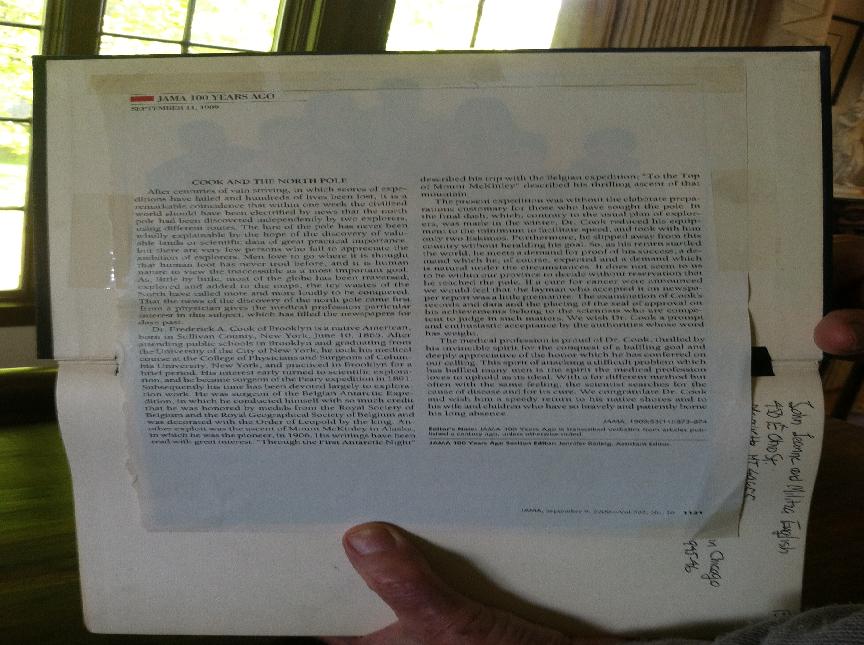 JAMA 100 YEARS AGO
SEPTEMBER 11, 1909
COOK AND THE NORTH POLE
After centuries of vain striving, in which scores of expe-
ditions have failed and hundreds of lives been lost, it is a
remarkable coincidence that within one week the civilized
world should have been electrified by news that the north
pole had been discovered independently by two explorers,
using different routes. The lure of the pole has never been
wholly explainable by the hope of the discovery of valu-
able lands or scientific data of great practical importance,
but there are very few persons who fail to appreciate the
ambition of explorers. Men love to go where it is thought
that human foot has never trod before, and it is human
nature to view the inaccessible as a most important goal.
As, little by little, most of the globe has been traversed,
explored and added to the maps, the icy wastes of the
North have called more and more loudly to be conquered.
That the news of the discovery of the north pole came first
from a physician gives the medical profession particular
interest in this subject, which has filled the newspapers for
days past.
Dr. Frederick A. Cook of Brooklyn is a native American,
born in Sullivan County, New York, June 10, 1865. After
attending public schools in Brooklyn and graduating from
the University of the City of New York, he took his medical
course at the College of Physicians and Surgeons of Colum-
bia University, New York, and practiced in Brooklyn for a
brief period. His interest early turned to scientific explora-
tion, and he became surgeon of the Peary expedition in 1891.
Subsequently his time has been devoted largely to explora-
tion work. He was surgeon of the Belgian Antarctic Expe-
dition, in which he conducted himself with so much credit
that he was honored by medals from the Royal Society of
Belgium and the Royal Geographical Society of Belgium and
was decorated with the Order of Leopold by the king. An-
other exploit was the ascent of Mount McKinley in Alaska,
in which he was the pioneer, in 1906. His writings have been
read with great interest. "Through the First Antarctic Night"
described his trip with the Belgian expedition; "To the Top
of Mount McKinley" described his thrilling ascent of that
mountain.
The present expedition was without the elaborate prepa-
rations customary for those who have sought the pole. In
the final dash, which, contrary to the usual plan of explor-
ers, was made in the winter, Dr. Cook reduced his equip-
ment to the minimum to facilitate speed, and took with him
only two Eskimos. Furthermore, he slipped away from this
country without heralding his goal. So, as his return startled
the world, he meets a demand for proof of his success, a de-
mand which he, of course, expected and a demand which
is natural under the circumstances. It does not seem to us
to be within our province to decide without reservation that
he reached the pole. If a cure for cancer were announced
we would feel that the layman who accepted it on newspa-
per report was a little premature. The examination of Cook's
records and data and the placing of the seal of approval on
his achievements belong to the scientists who are compe-
tent to judge in such matters. We wish Dr. Cook a prompt
and enthusiastic acceptance by the authorities whose word
has weight.
The medical profession is proud of Dr. Cook, thrilled by
his invincible spirit for the conquest of a baffling goal and
deeply appreciative of the honor which he has conferred on
our calling. This spirit of attacking a difficult problem which
has baffled many men is the spirit the medical profession
loves to uphold as its ideal. With a far different method but
often with the same feeling, the scientist searches for the
cause of disease and for its cure. We congratulate Dr. Cook
and wish him a speedy return to his native shores and to
his wife and children who have so bravely and patiently borne
his long absence.
JAMA. 1909;53(11):873-874
Editor's Note: JAMA 100 Years Ago is transcribed verbatim from articles pub-
lished a century ago, unless otherwise noted.
JAMA 100 Years Ago Section Editor: Jennifer Reiling, Assistant Editor.
JAMA, September 9, 2009—Vol 302, No. 10 1131
John Jeanne and Milita English
430 E Ohio St.
in Chicago
945-46